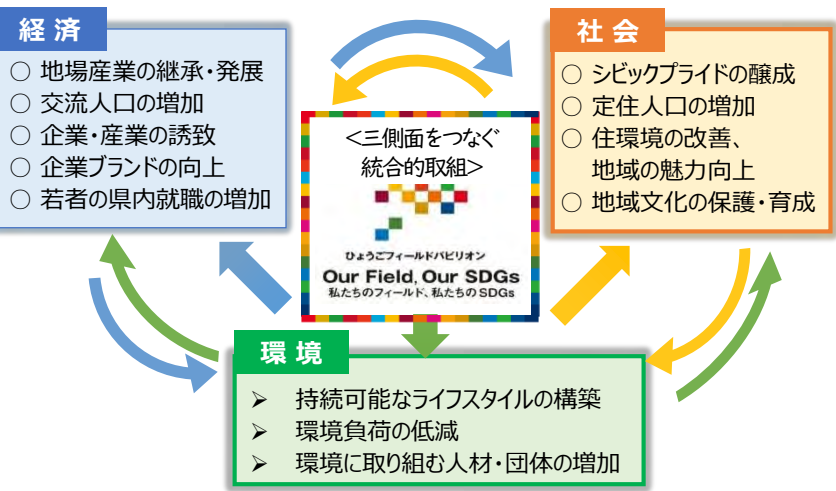 経 済
○ 地場産業の継承・発展
○ 交流人口の増加
○ 企業・産業の誘致
○ 企業ブランドの向上
○ 若者の県内就職の増加
<三側面をつなぐ
統合的取組>
ひょうごフィールドパビリオン
Our Field, Our SDGs
私たちのフィールド、私たちのSDGs
社 会
○ シビックプライドの醸成
○ 定住人口の増加
○ 住環境の改善、
地域の魅力向上
○ 地域文化の保護・育成
環 境
➢ 持続可能なライフスタイルの構築
➢ 環境負荷の低減
➢ 環境に取り組む人材・団体の増加